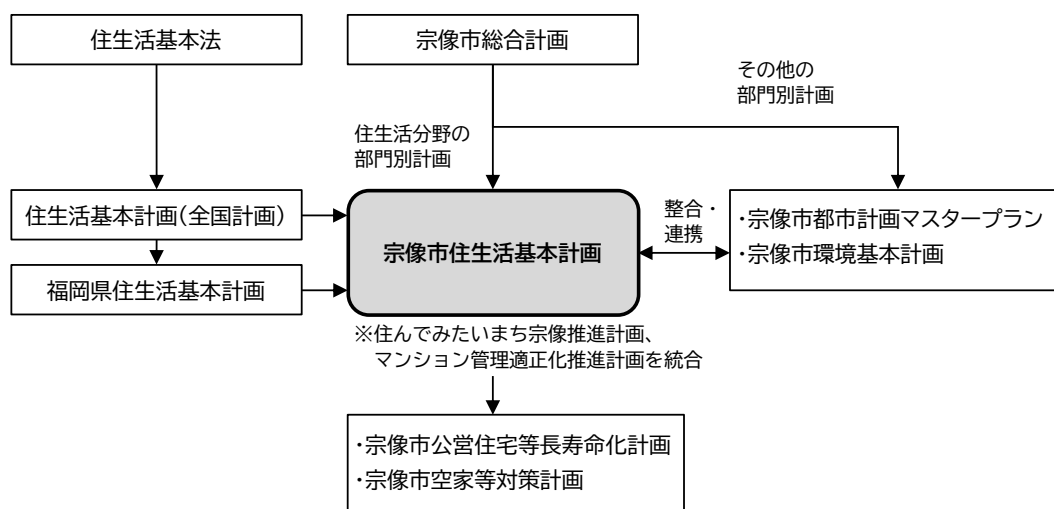 住生活基本法
宗像市総合計画
その他の
部門別計画
住生活分野の
部門別計画
住生活基本計画(全国計画)
福岡県住生活基本計画
宗像市住生活基本計画
整合・
連携
・宗像市都市計画マスタープラン
・宗像市環境基本計画
※住んでみたいまち宗像推進計画、
マンション管理適正化推進計画を統合
・宗像市公営住宅等長寿命化計画
・宗像市空家等対策計画